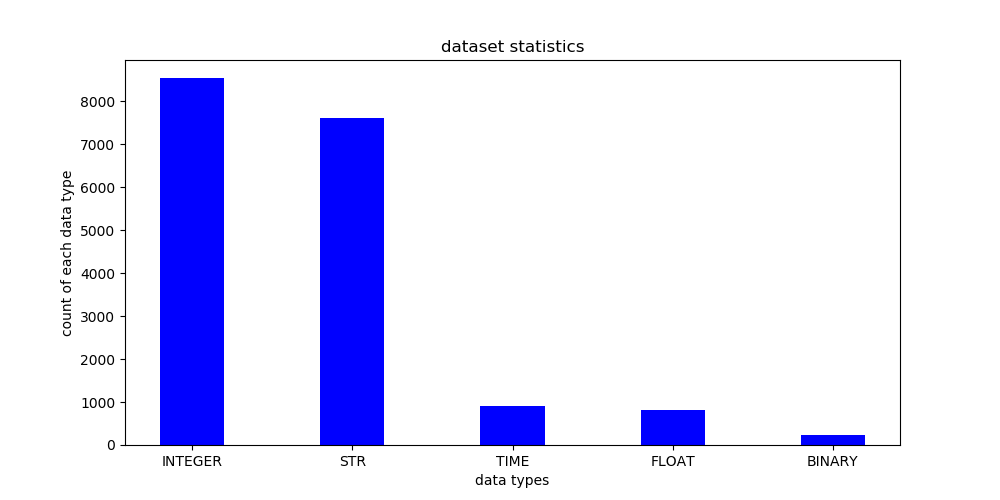 dataset statistics
count of each data type
8000
7000
6000
5000
4000
3000
2000
1000
0
INTEGER STR TIME FLOAT BINARY
data types